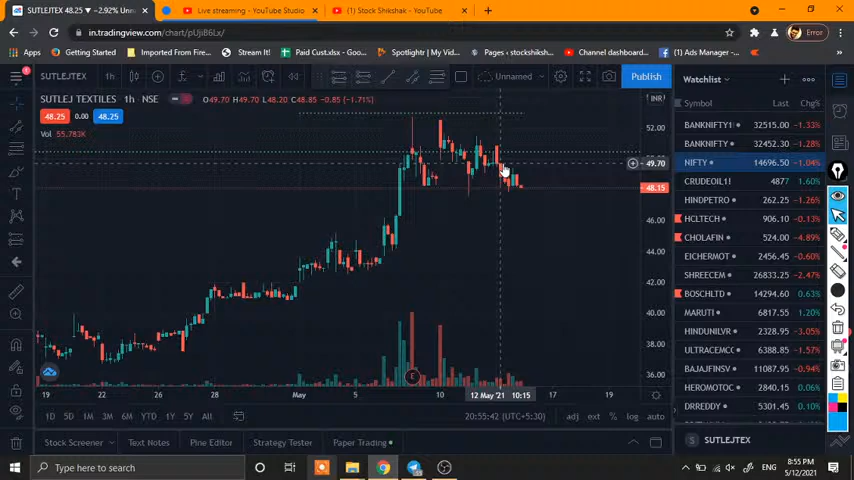 SUTLEJTEX 48.25 ▼ −2.92% Unn
Live streaming - YouTube Studio
(1) Stock Shikshak - YouTube
in.tradingview.com/chart/pUjiB6Lx/
Error
Apps
Getting Started
Imported From Firef...
Stream It!
Paid Cust.xlsx - Goo...
Spotlightr | My Vide...
Pages • stockshiksh...
Channel dashboard...
(1) Ads Manager - M...
SUTLEJTEX
1h
Unnamed
Publish
Watchlist
SUTLEJ TEXTILES · 1h · NSE
O49.70 H49.70 L48.20 C48.85 −0.85 (−1.71%)
INR
48.25
0.00
48.25
Vol 55.783K
Symbol
Last
Chg%
BANKNIFTY1!
32515.00
-1.33%
BANKNIFTY
32452.30
-1.28%
NIFTY
14696.50
-1.04%
CRUDEOIL1!
4877
1.60%
HINDPETRO
262.25
-1.26%
HCLTECH
906.10
-0.13%
CHOLAFIN
524.00
-4.89%
EICHERMOT
2456.45
-0.60%
SHREECEM
26833.25
-2.47%
BOSCHLTD
14294.60
0.63%
MARUTI
6817.55
1.20%
HINDUNILVR
2328.95
-3.05%
ULTRACEMCO
6388.85
-1.57%
BAJAJFINSV
11087.95
-0.94%
HEROMOTOC
2840.15
0.06%
DRREDDY
5301.45
0.10%
52.00
49.70
48.15
46.00
44.00
42.00
40.00
38.00
36.00
E
19
22
26
28
May
5
10
12 May '21 10:15
17
19
1D
5D
1M
3M
6M
YTD
1Y
5Y
All
20:55:42 (UTC+5:30)
adj
ext
%
log
auto
Stock Screener
Text Notes
Pine Editor
Strategy Tester
Paper Trading
S
SUTLEJTEX
Type here to search
ENG
8:55 PM
5/12/2021